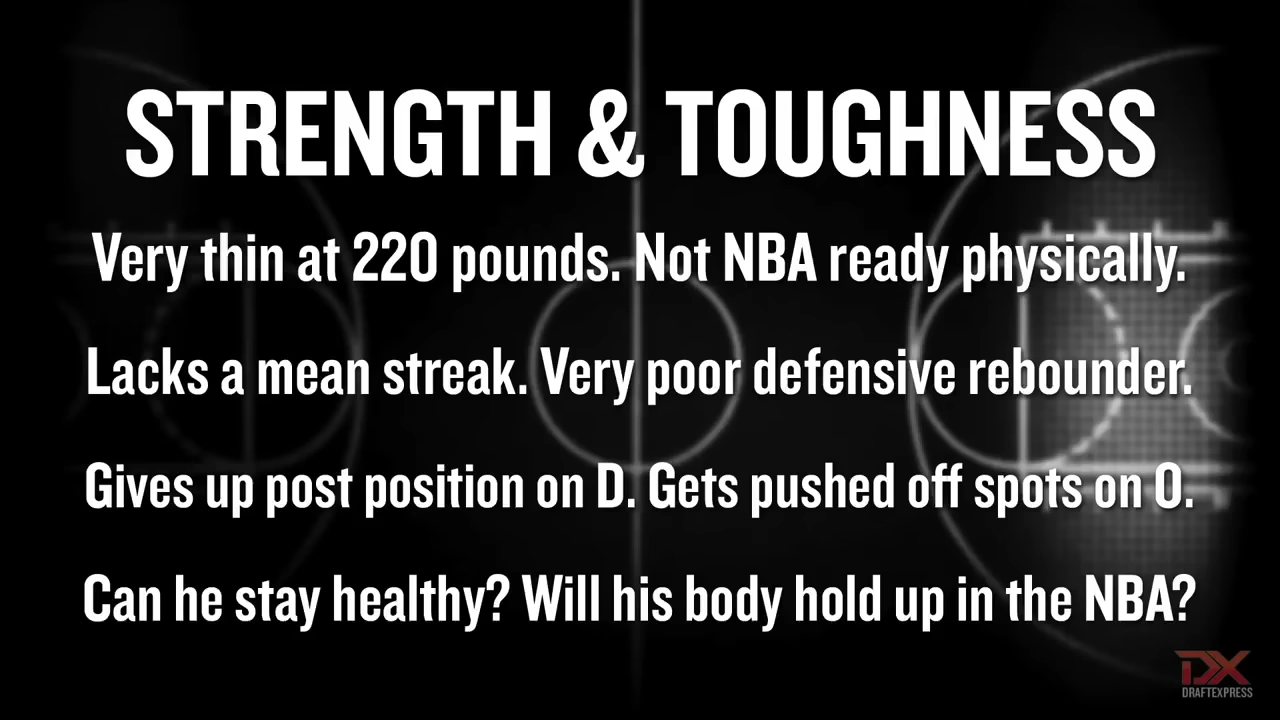 STRENGTH & TOUGHNESS
Very thin at 220 pounds. Not NBA ready physically.
Lacks a mean streak. Very poor defensive rebounder.
Gives up post position on D. Gets pushed off spots on O.
Can he stay healthy? Will his body hold up in the NBA?
DX
DRAFTEXPRESS